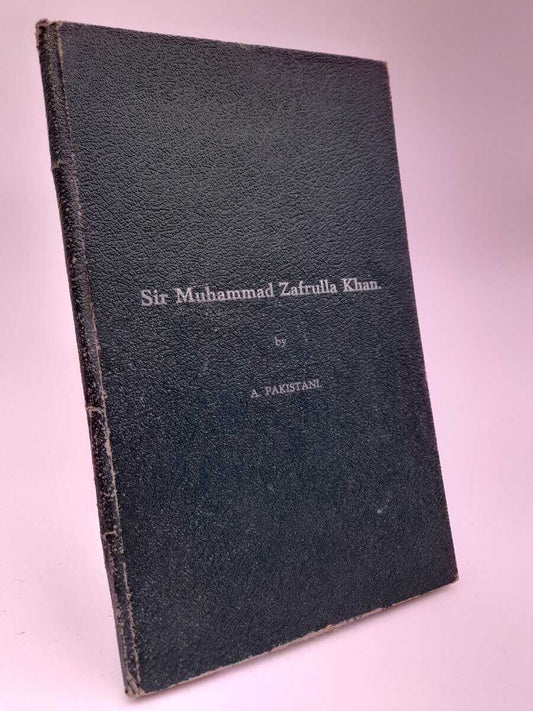 Sir Muhammad Zafrulla Khan.
by
A PAKISTANI.